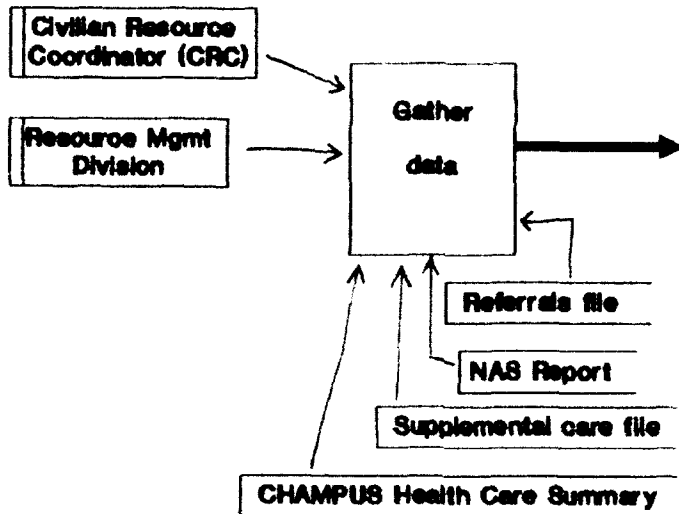 Civilian Resource
Coordinator (CRC)
Resource Mgmt
Division
Gather
data
Referrals file
NAS Report
Supplemental care file
CHAMPUS Health Care Summary